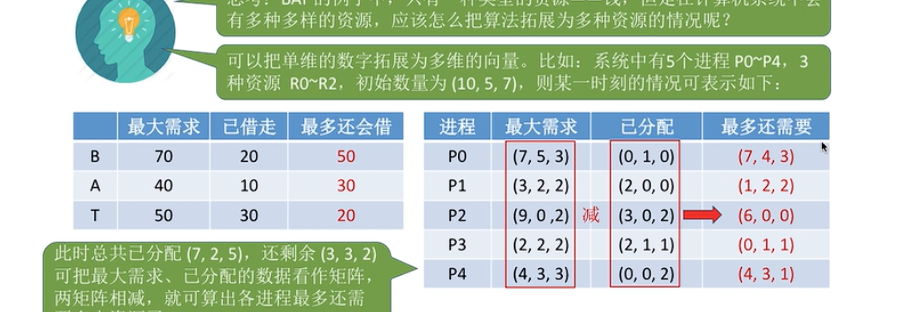 有多种多样的资源，应该怎么把算法拓展为多种资源的情况呢？
可以把单维的数字拓展为多维的向量。比如：系统中有5个进程 P0~P4，3
种资源 R0~R2，初始数量为 (10, 5, 7)，则某一时刻的情况可表示如下：
最大需求 已借走 最多还会借
B 70 20 50
A 40 10 30
T 50 30 20
进程 最大需求 已分配 最多还需要
P0 (7, 5, 3) (0, 1, 0) (7, 4, 3)
P1 (3, 2, 2) (2, 0, 0) (1, 2, 2)
P2 (9, 0 ,2) 减 (3, 0, 2) (6, 0, 0)
P3 (2, 2, 2) (2, 1, 1) (0, 1, 1)
P4 (4, 3, 3) (0, 0, 2) (4, 3, 1)
此时总共已分配 (7, 2, 5)，还剩余 (3, 3, 2)
可把最大需求、已分配的数据看作矩阵，
两矩阵相减，就可算出各进程最多还需